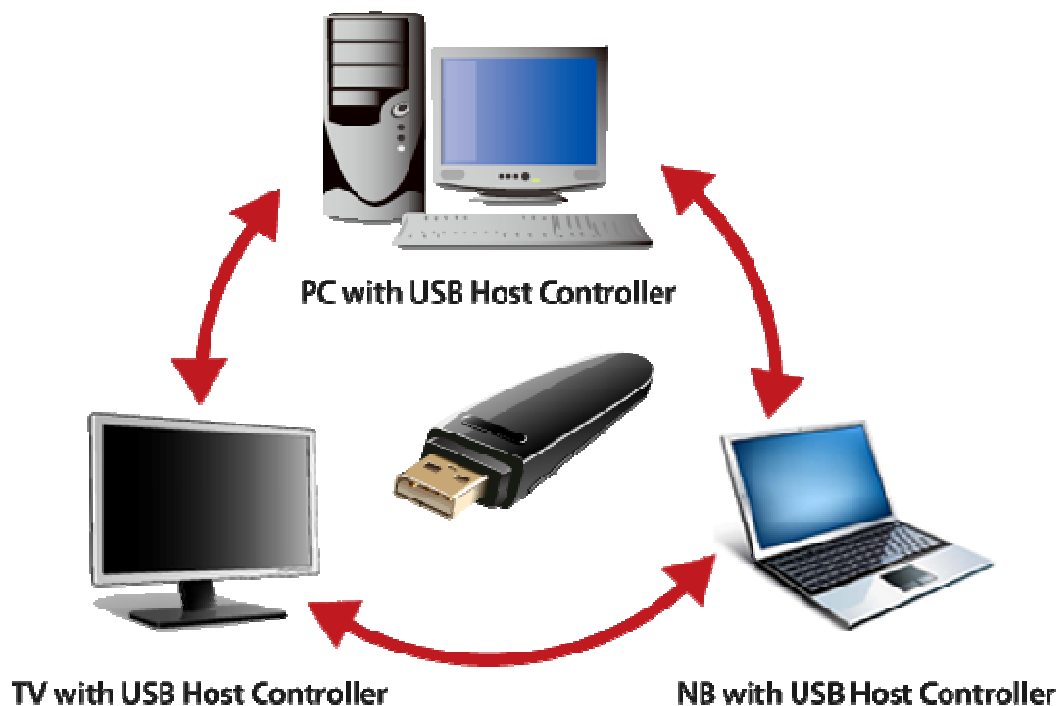 PC with USB Host Controller
TV with USB Host Controller
NB with USB Host Controller